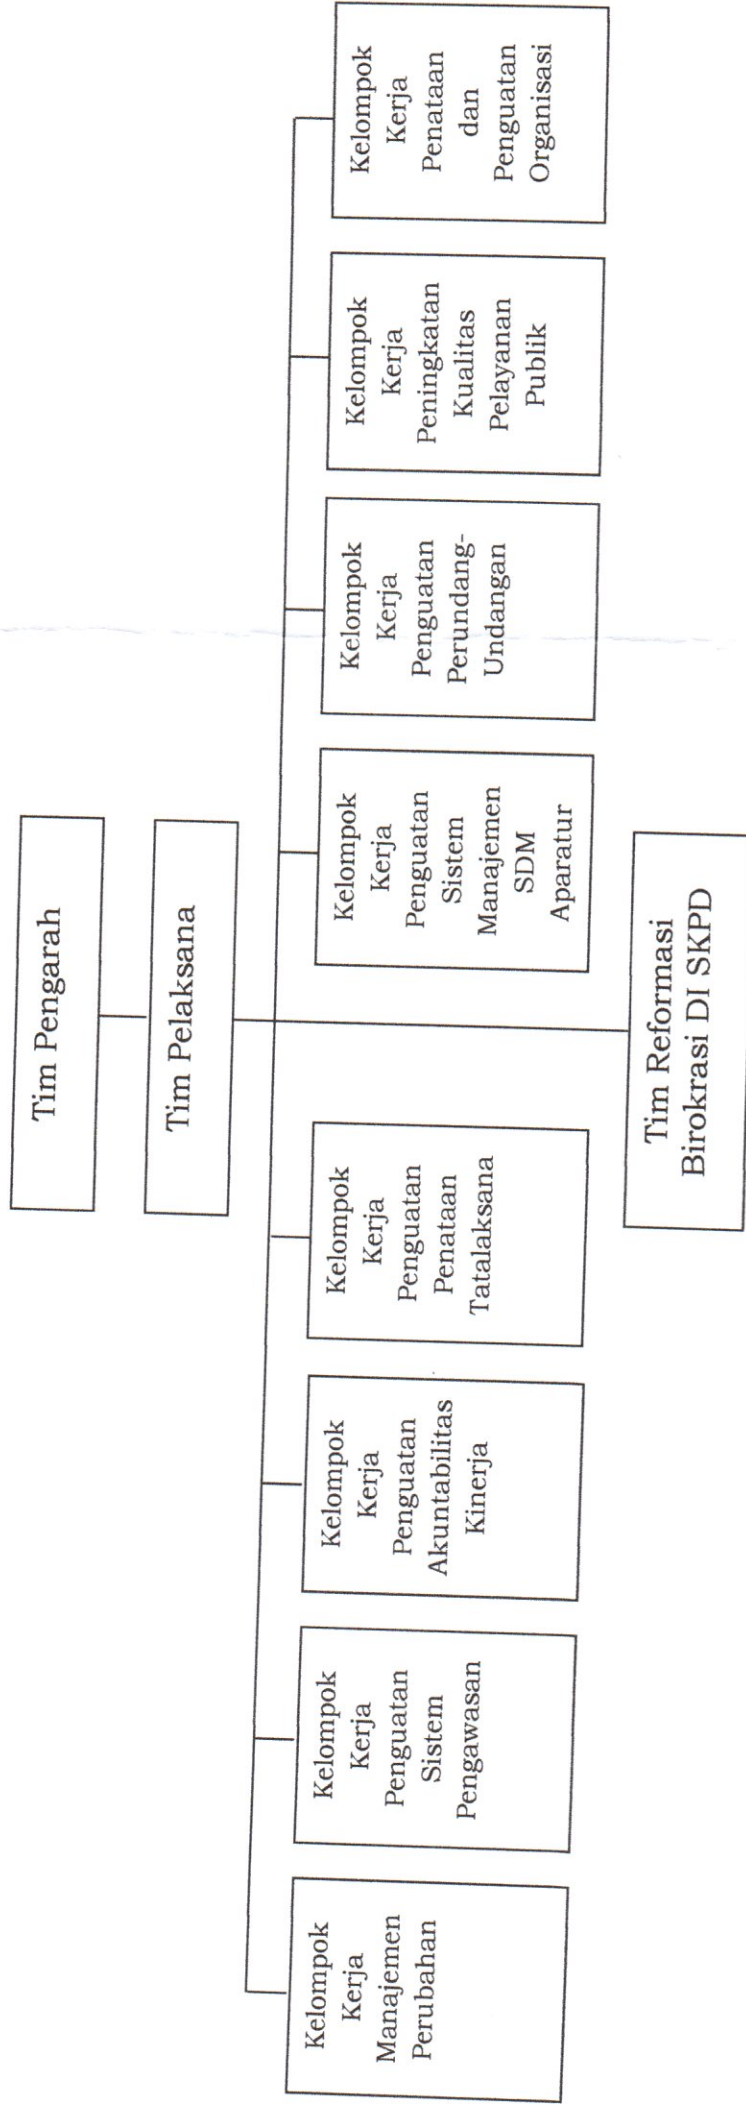 Tim Pengarah
Tim Pelaksana
Kelompok
Kerja
Manajemen
Perubahan
Kelompok
Kerja
Penguatan
Sistem
Pengawasan
Kelompok
Kerja
Penguatan
Akuntabilitas
Kinerja
Kelompok
Kerja
Penguatan
Penataan
Tatalaksana
Kelompok
Kerja
Penguatan
Sistem
Manajemen
SDM
Aparatur
Kelompok
Kerja
Penguatan
Perundang-
Undangan
Kelompok
Kerja
Peningkatan
Kualitas
Pelayanan
Publik
Kelompok
Kerja
Penataan
dan
Penguatan
Organisasi
Tim Reformasi
Birokrasi DI SKPD